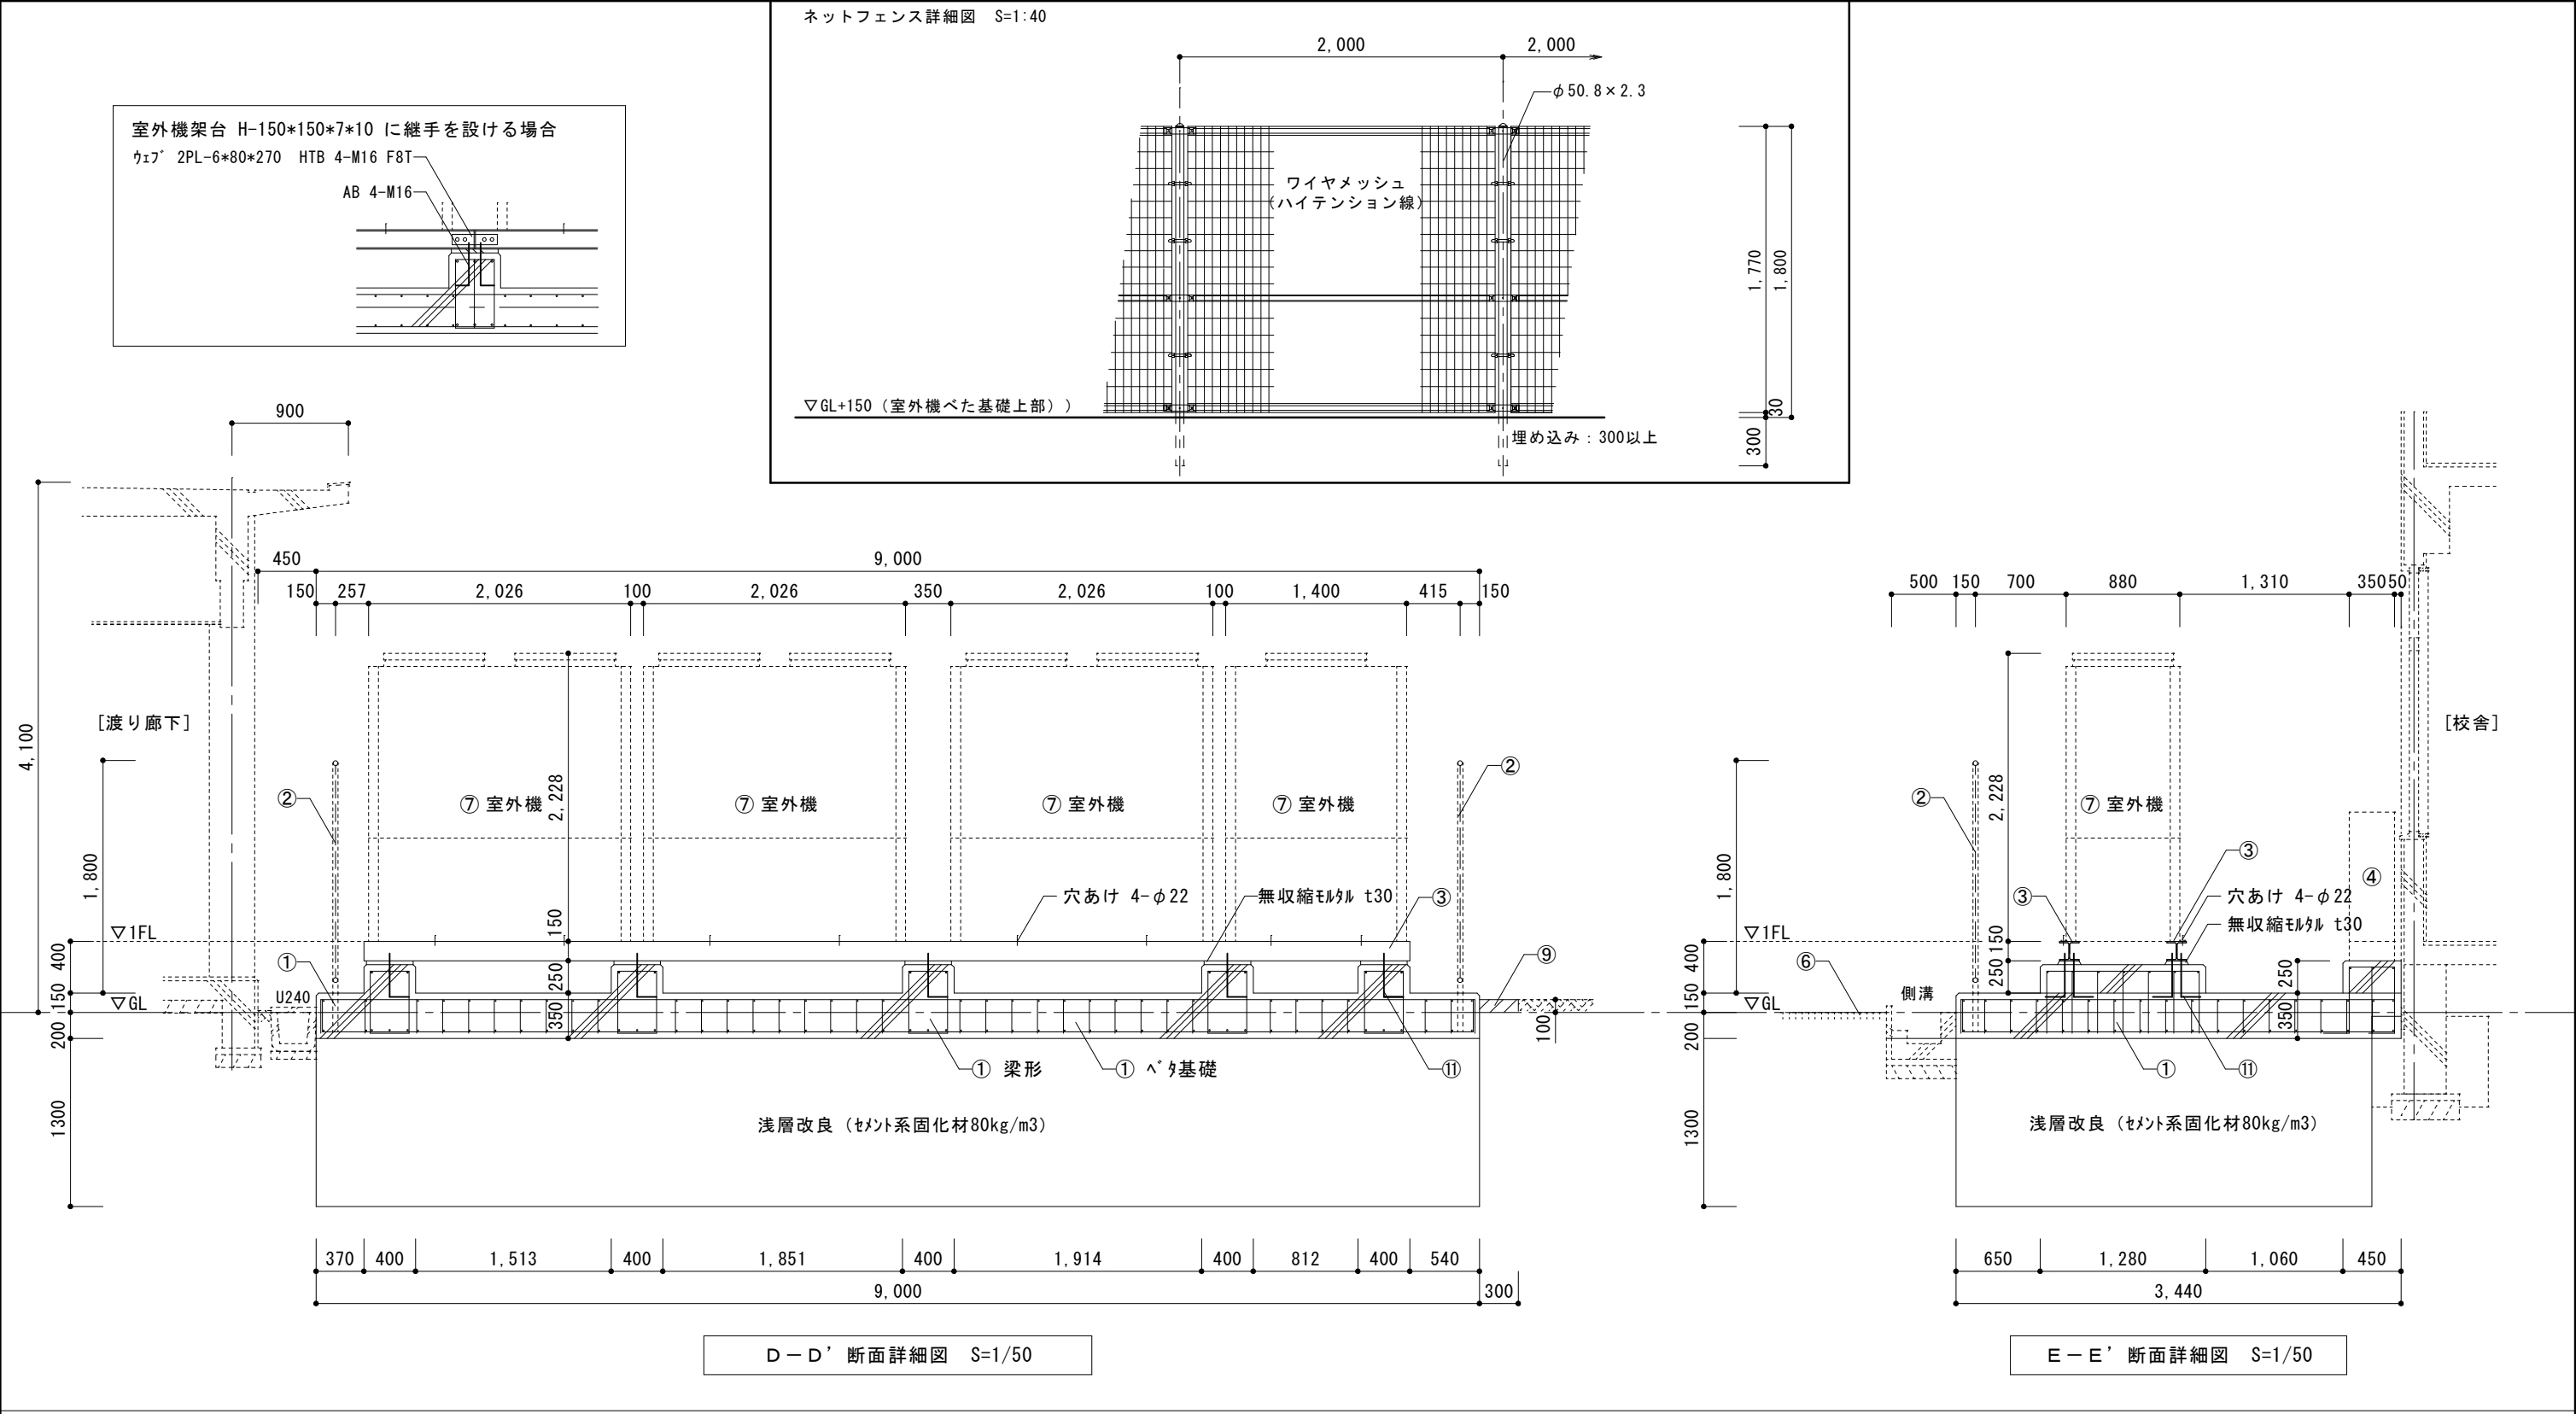 ネットフェンス詳細図 S=1:40
2,000
2,000
φ50.8×2.3
ワイヤメッシュ
(ハイテンション線)
1,770
1,800
30
300
▽GL+150（室外機べた基礎上部））
埋め込み：300以上
室外機架台 H-150*150*7*10 に継手を設ける場合
ｳｪﾌﾞ 2PL-6*80*270 HTB 4-M16 F8T
AB 4-M16
900
4,100
450
9,000
150
257
2,026
100
2,026
350
2,026
100
1,400
415
150
[渡り廊下]
1,800
②
⑦ 室外機
2,228
⑦ 室外機
⑦ 室外機
⑦ 室外機
②
150
穴あけ 4-φ22
無収縮ﾓﾙﾀﾙ t30
③
▽1FL
400
①
250
⑨
150
▽GL
U240
350
100
200
① 梁形
① ﾍﾞﾀ基礎
⑪
1300
浅層改良（ｾﾒﾝﾄ系固化材80kg/m3）
370
400
1,513
400
1,851
400
1,914
400
812
400
540
9,000
300
Ｄ－Ｄ’ 断面詳細図 S=1/50
500
150
700
880
1,310
350
50
[校舎]
1,800
②
2,228
⑦ 室外機
③
④
③
穴あけ 4-φ22
無収縮ﾓﾙﾀﾙ t30
▽1FL
400
150
250
⑥
250
側溝
150
▽GL
350
200
①
⑪
1300
浅層改良（ｾﾒﾝﾄ系固化材80kg/m3）
650
1,280
1,060
450
3,440
Ｅ－Ｅ’ 断面詳細図 S=1/50